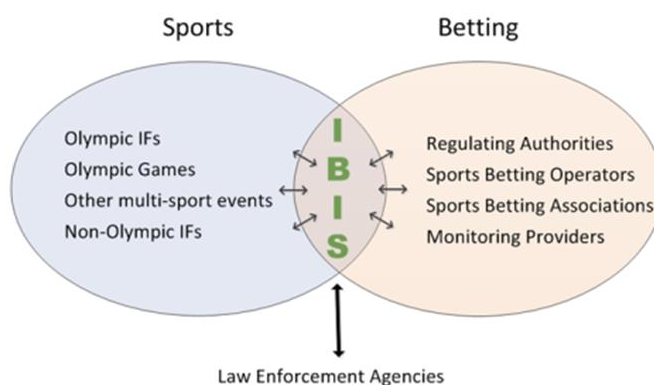 Sports
Betting
Olympic IFs
Olympic Games
Other multi-sport events
Non-Olympic IFs
I
B
I
S
Regulating Authorities
Sports Betting Operators
Sports Betting Associations
Monitoring Providers
Law Enforcement Agencies